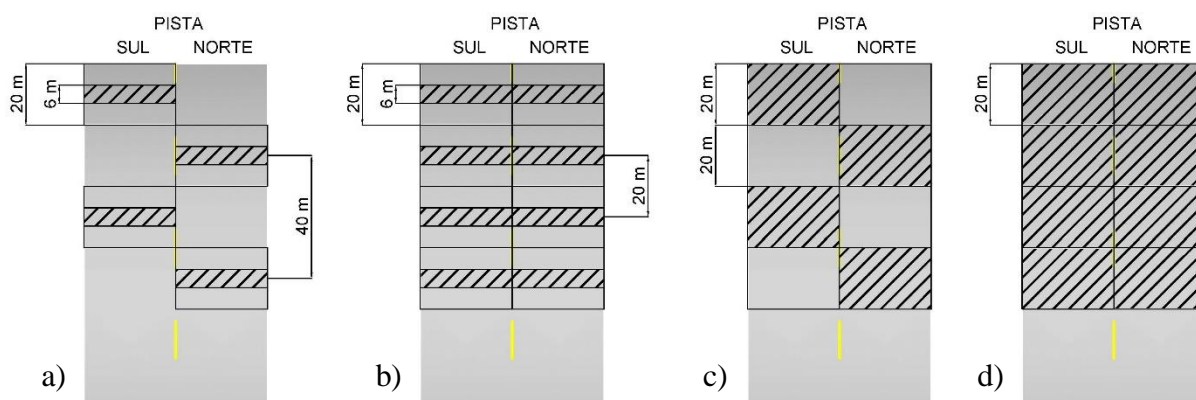 PISTA
SUL NORTE
20 m
6 m
40 m
a)
PISTA
SUL NORTE
20 m
6 m
20 m
b)
PISTA
SUL NORTE
20 m
20 m
c)
PISTA
SUL NORTE
20 m
d)